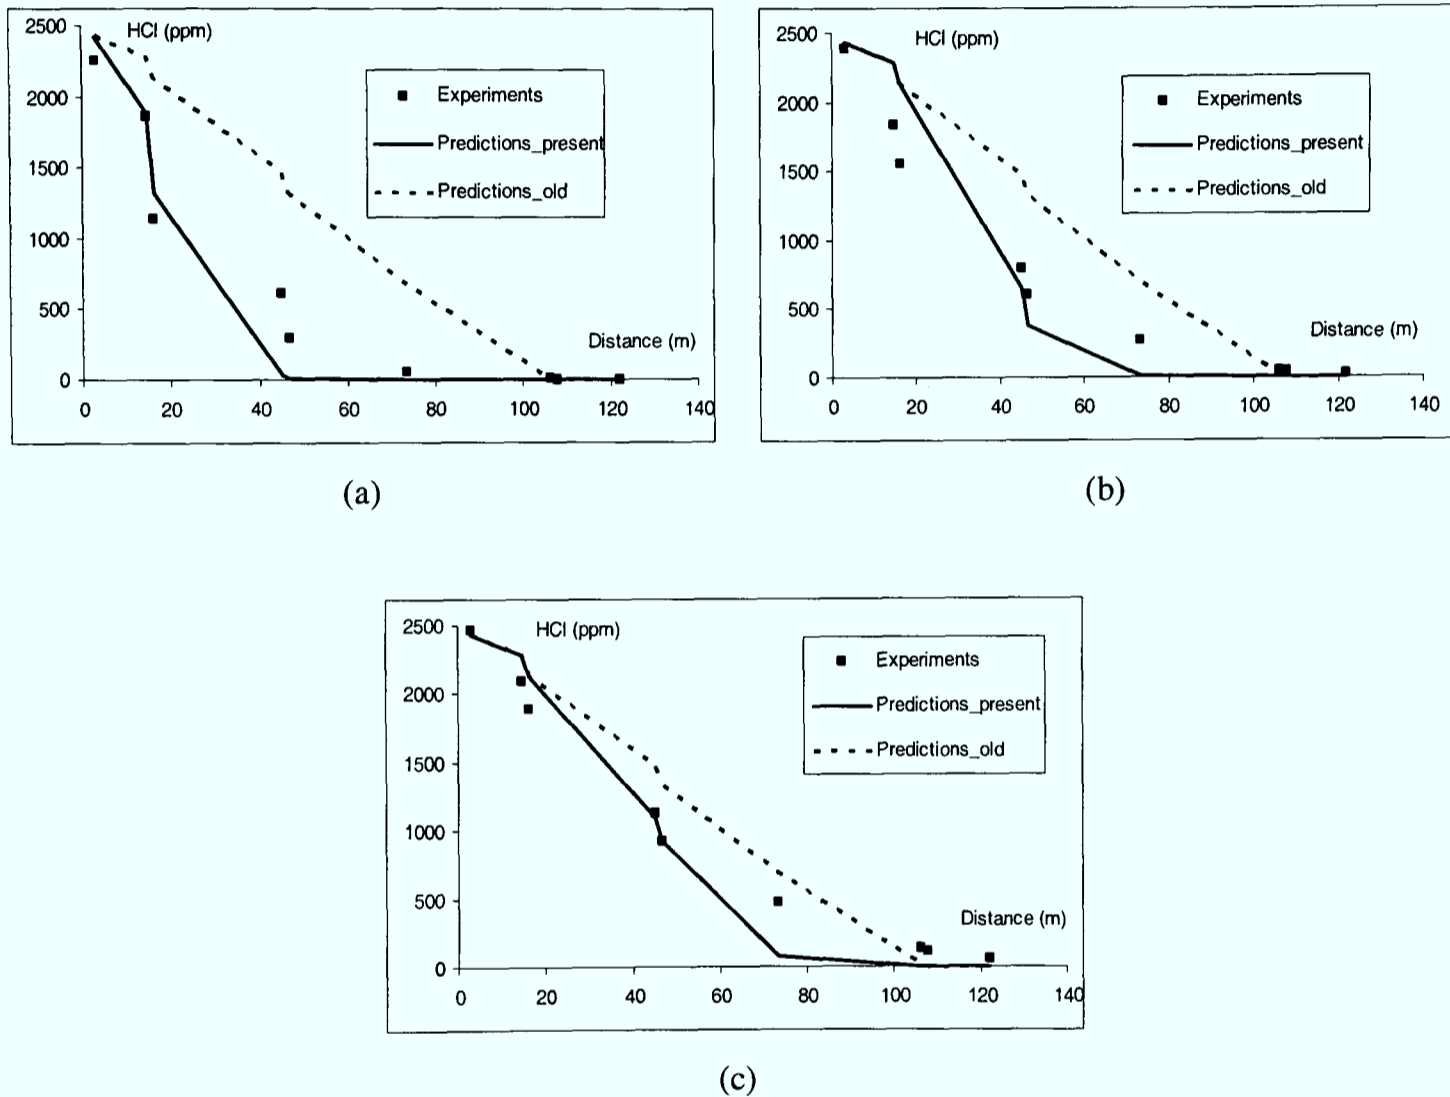 HCl (ppm)
2500
2000
1500
1000
500
0
0 20 40 60 80 100 120 140
Distance (m)
Experiments
Predictions_present
Predictions_old
(a)
HCl (ppm)
2500
2000
1500
1000
500
0
0 20 40 60 80 100 120 140
Distance (m)
Experiments
Predictions_present
Predictions_old
(b)
HCl (ppm)
2500
2000
1500
1000
500
0
0 20 40 60 80 100 120 140
Distance (m)
Experiments
Predictions_present
Predictions_old
(c)